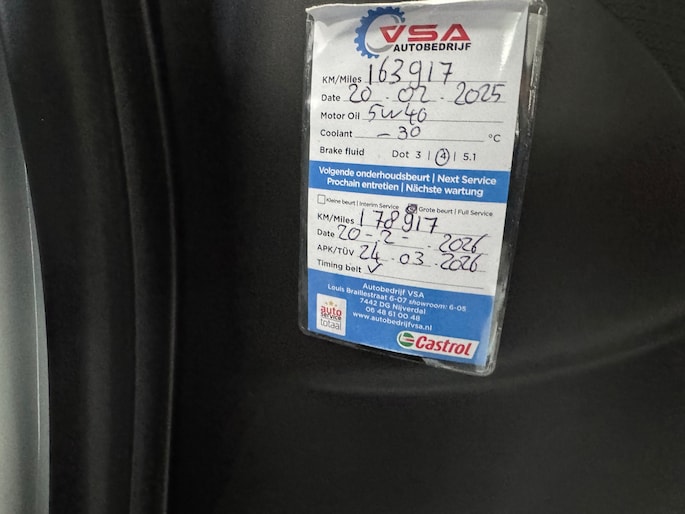 VSA
AUTOBEDRIJF
KM/Miles 163917
Date 20 . 02 . 2025
Motor Oil 5w40
Coolant -30 °C
Brake fluid Dot 3 | 4 | 5.1
Volgende onderhoudsbeurt | Next Service
Prochain entretien | Nächste wartung
Kleine beurt | Interim Service Grote beurt | Full Service
KM/Miles 178917
Date 20-2- . 2026
APK/TÜV 24 . 03 . 2026
Timing belt ✓
Autobedrijf VSA
Louis Braillestraat 6-07 showroom: 6-05
7442 DG Nijverdal
06 48 61 00 48
www.autobedrijfvsa.nl
auto
service
totaal
Castrol